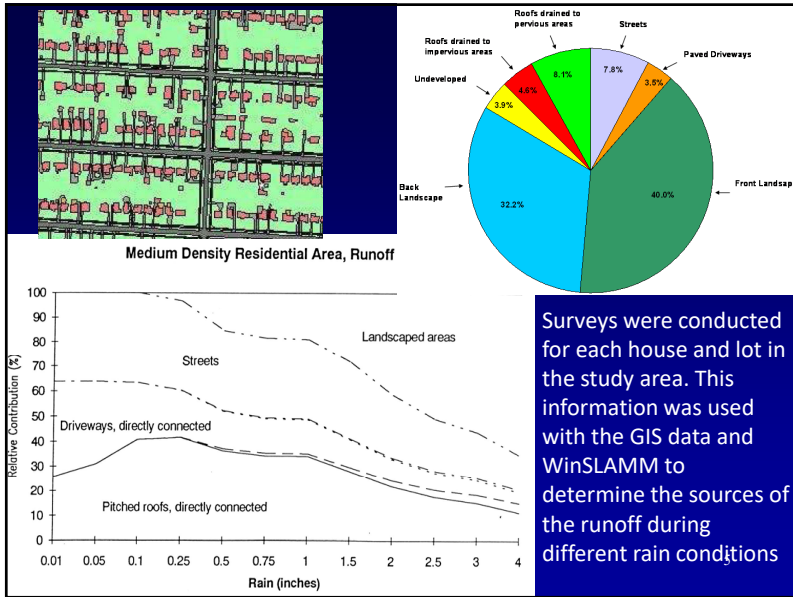 Roofs drained to
pervious areas
Streets
Roofs drained to
impervious areas
Paved Driveways
Undeveloped
8.1%
7.8%
4.6%
3.5%
3.9%
Back
Landscape
32.2%
40.0%
Front Landsap
Medium Density Residential Area, Runoff
Relative Contribution (%)
100
90
80
70
60
50
40
30
20
10
0
Landscaped areas
Streets
Driveways, directly connected
Pitched roofs, directly connected
0.01 0.05 0.1 0.25 0.5 0.75 1 1.5 2 2.5 3 4
Rain (inches)
Surveys were conducted
for each house and lot in
the study area. This
information was used
with the GIS data and
WinSLAMM to
determine the sources of
the runoff during
different rain conditions